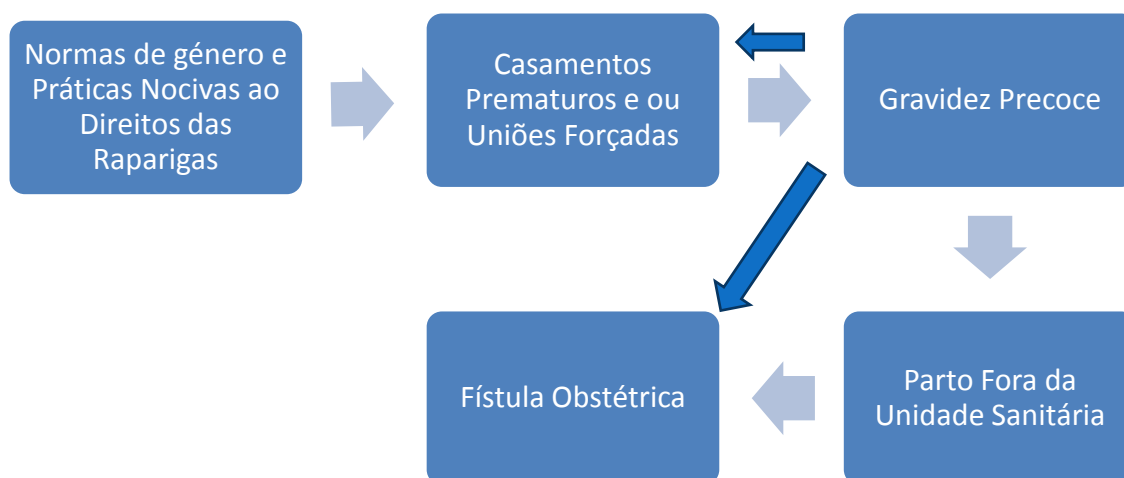 Normas de género e
Práticas Nocivas ao
Direitos das
Raparigas
Casamentos
Prematuros e ou
Uniões Forçadas
Gravidez Precoce
Fístula Obstétrica
Parto Fora da
Unidade Sanitária